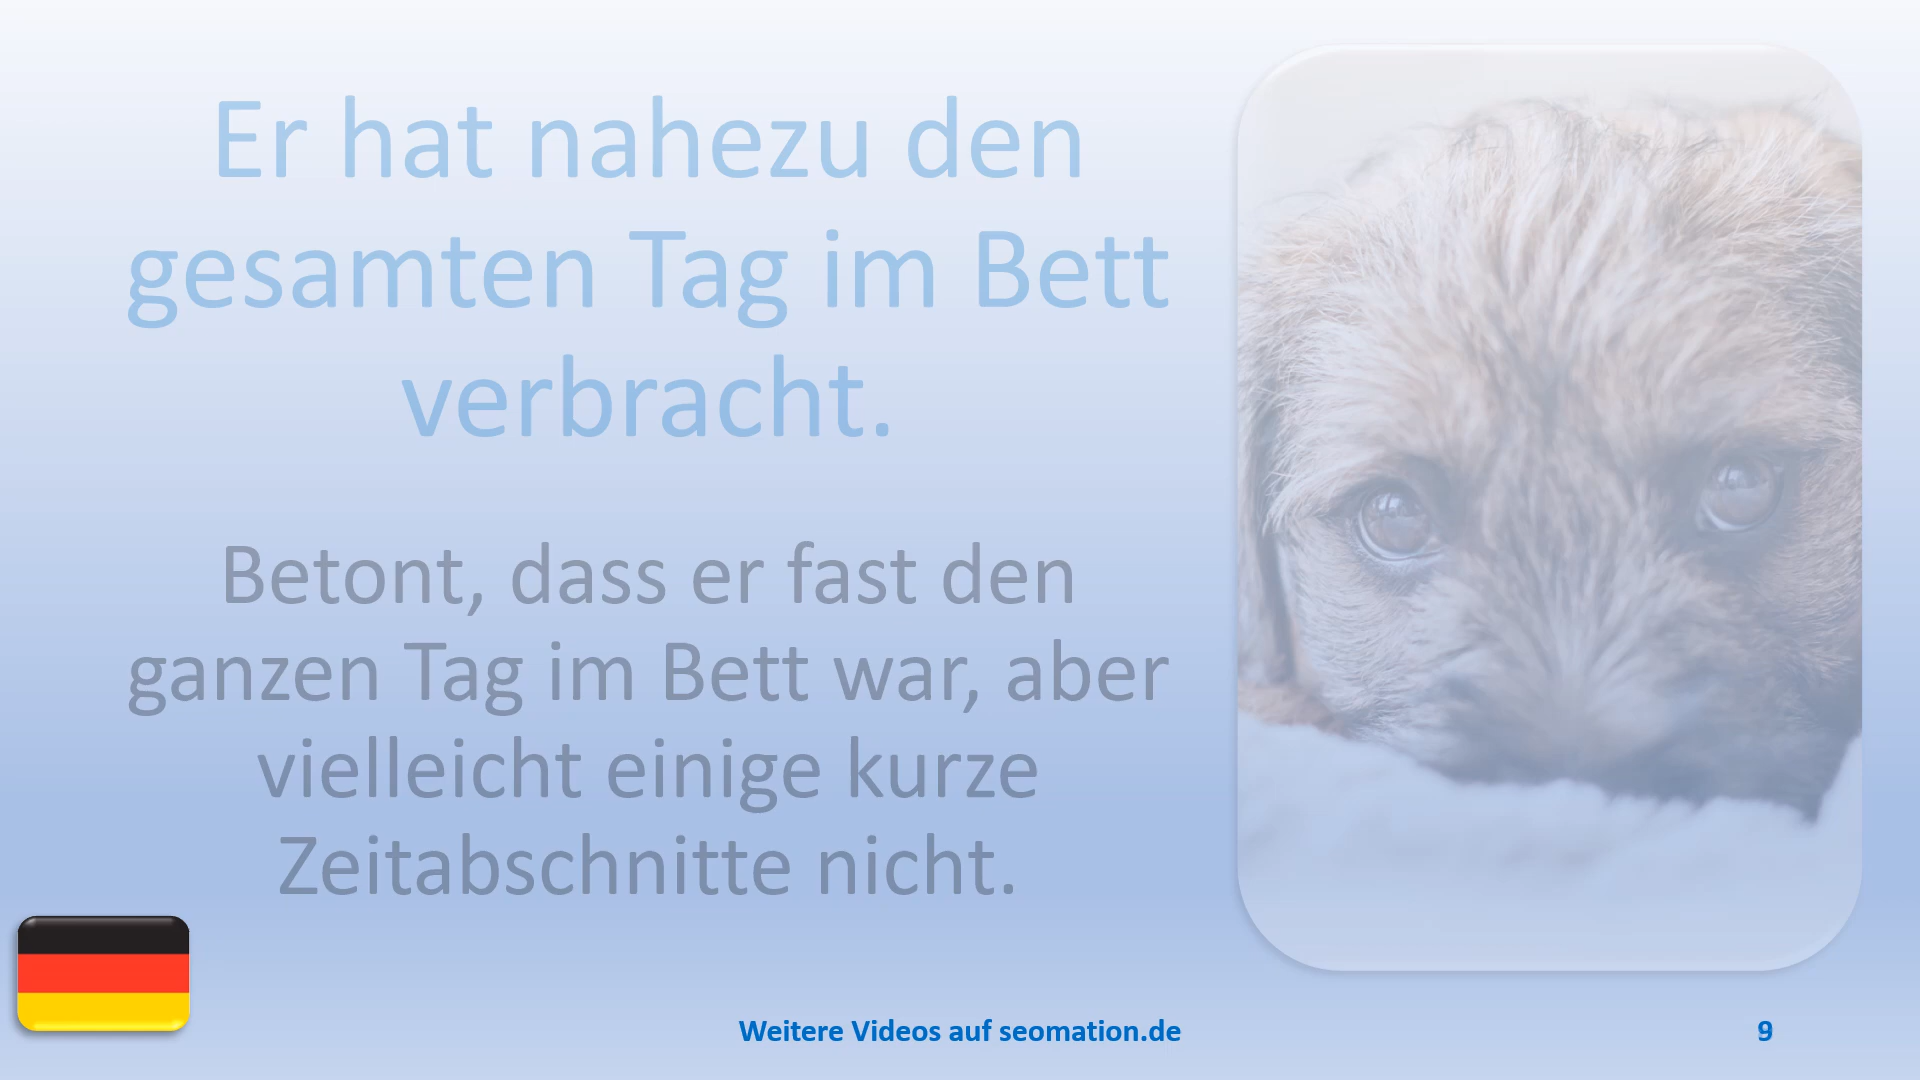 Er hat nahezu den
gesamten Tag im Bett
verbracht.
Betont, dass er fast den
ganzen Tag im Bett war, aber
vielleicht einige kurze
Zeitabschnitte nicht.
Weitere Videos auf seomation.de
9